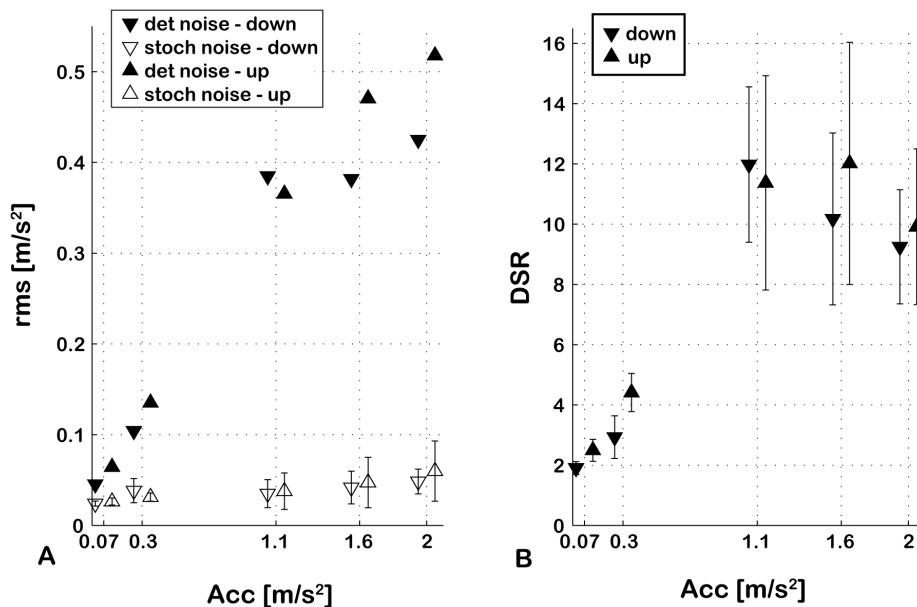 det noise - down
stoch noise - down
det noise - up
stoch noise - up
0.5
0.4
0.3
0.2
0.1
0
rms [m/s²]
0.07 0.3 1.1 1.6 2
A
Acc [m/s²]
down
up
16
14
12
10
8
6
4
2
0
DSR
0.07 0.3 1.1 1.6 2
B
Acc [m/s²]